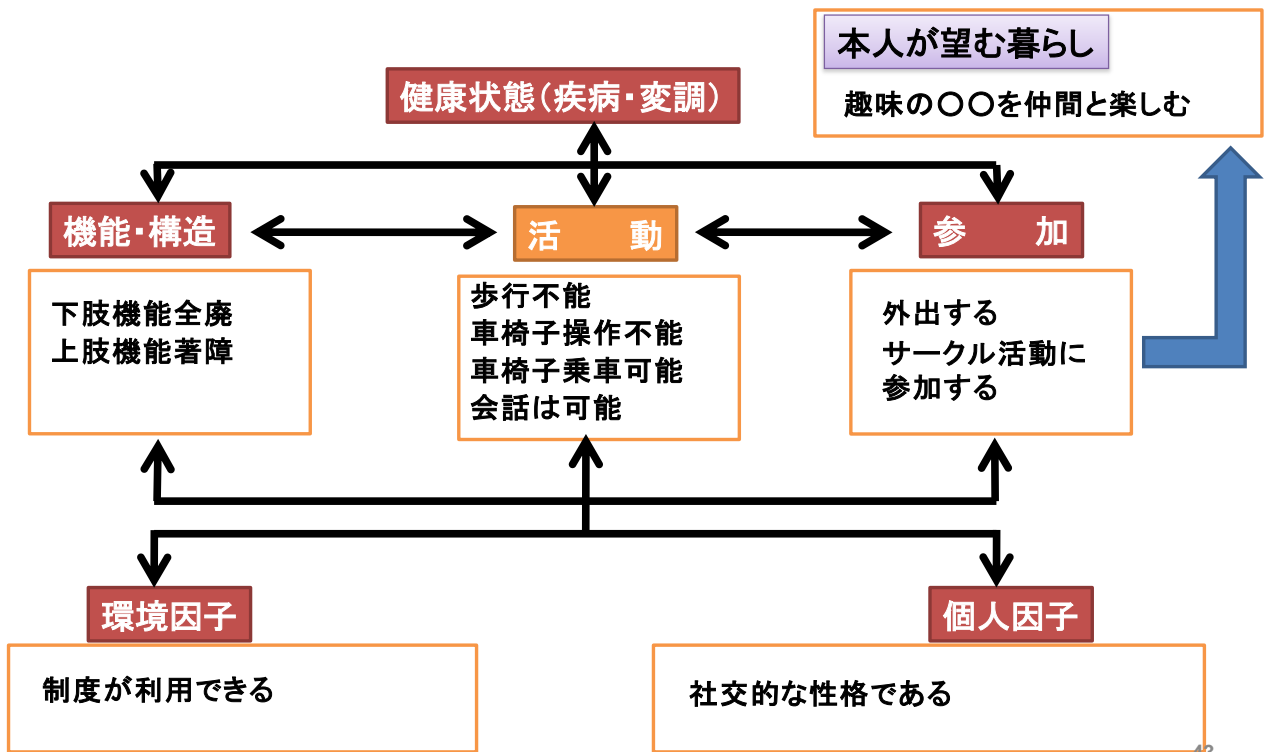 本人が望む暮らし
趣味の〇〇を仲間と楽しむ
健康状態(疾病・変調)
機能・構造
活 動
参 加
下肢機能全廃
上肢機能著障
歩行不能
車椅子操作不能
車椅子乗車可能
会話は可能
外出する
サークル活動に
参加する
環境因子
個人因子
制度が利用できる
社交的な性格である